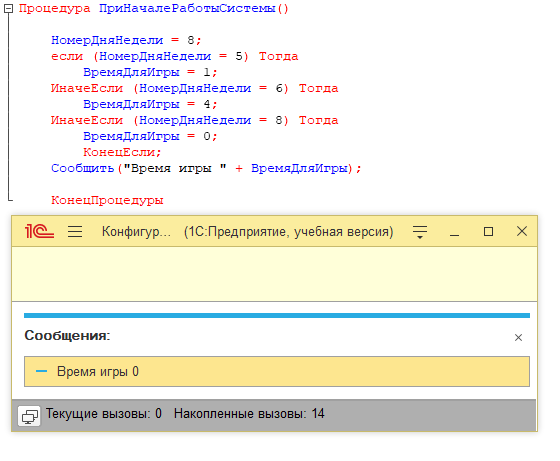 Процедура ПриНачалеРаботыСистемы()
НомерДняНедели = 8;
если (НомерДняНедели = 5) Тогда
ВремяДляИгры = 1;
ИначеЕсли (НомерДняНедели = 6) Тогда
ВремяДляИгры = 4;
ИначеЕсли (НомерДняНедели = 8) Тогда
ВремяДляИгры = 0;
КонецЕсли;
Сообщить("Время игры " + ВремяДляИгры);
КонецПроцедуры
1С Конфигур... (1С:Предприятие, учебная версия)
Сообщения:
Время игры 0
Текущие вызовы: 0 Накопленные вызовы: 14